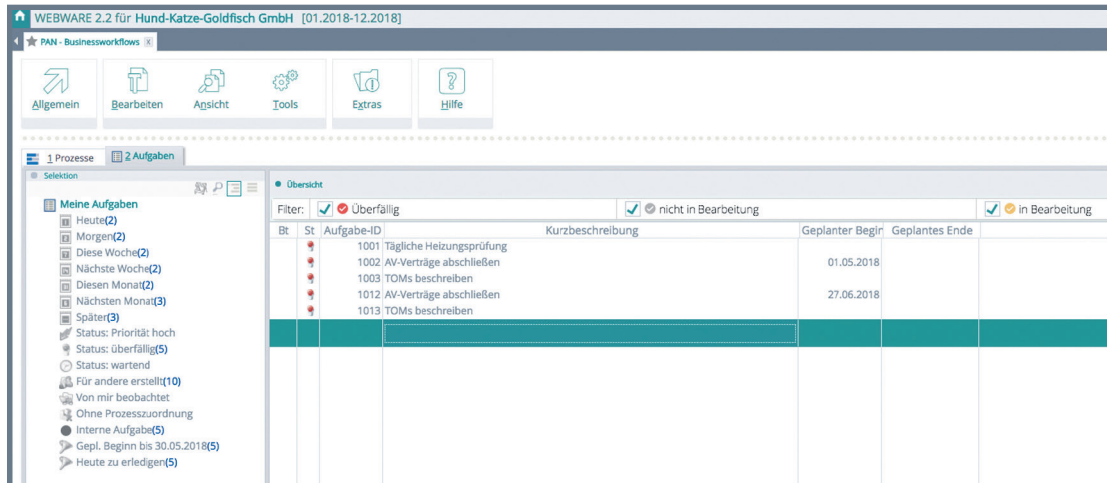 WEBWARE 2.2 für Hund-Katze-Goldfisch GmbH [01.2018-12.2018]
PAN - Businessworkflows x
Allgemein Bearbeiten Ansicht Tools Extras Hilfe
1 Prozesse 2 Aufgaben
Selektion
Meine Aufgaben
Heute(2)
Morgen(2)
Diese Woche(2)
Nächste Woche(2)
Diesen Monat(2)
Nächsten Monat(3)
Später(3)
Status: Priorität hoch
Status: überfällig(5)
Status: wartend
Für andere erstellt(10)
Von mir beobachtet
Ohne Prozesszuordnung
Interne Aufgabe(5)
Gepl. Beginn bis 30.05.2018(5)
Heute zu erledigen(5)
Übersicht
Filter: Überfällig nicht in Bearbeitung in Bearbeitung
Bt St Aufgabe-ID Kurzbeschreibung Geplanter Begir Geplantes Ende
1001 Tägliche Heizungsprüfung
1002 AV-Verträge abschließen 01.05.2018
1003 TOMs beschreiben
1012 AV-Verträge abschließen 27.06.2018
1013 TOMs beschreiben